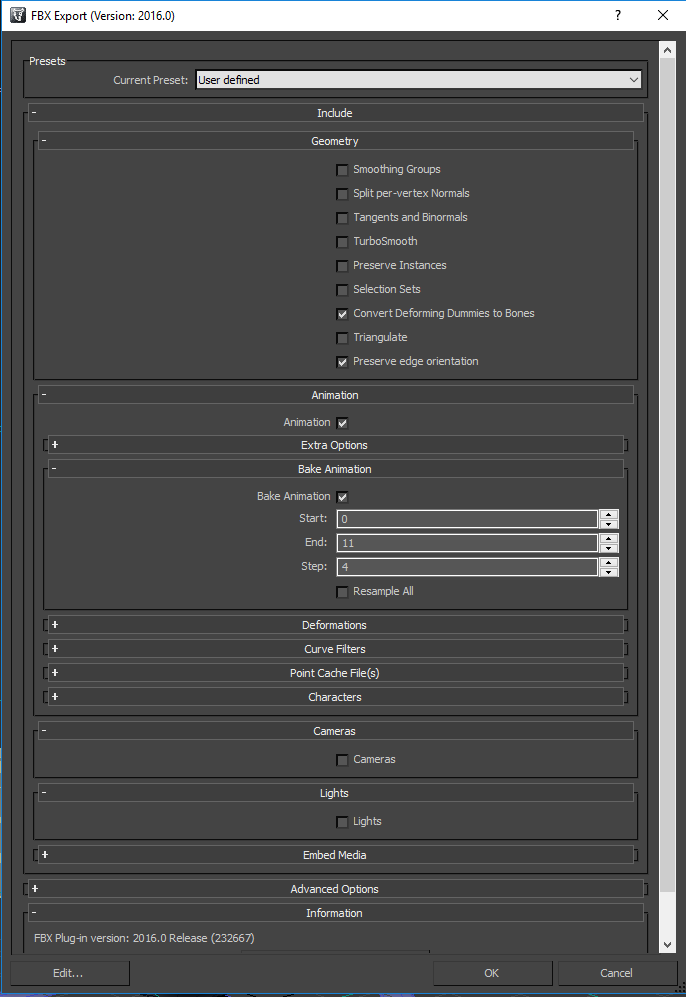 FBX Export (Version: 2016.0)
Presets
Current Preset: User defined
- Include
- Geometry
Smoothing Groups
Split per-vertex Normals
Tangents and Binormals
TurboSmooth
Preserve Instances
Selection Sets
Convert Deforming Dummies to Bones
Triangulate
Preserve edge orientation
- Animation
Animation
+ Extra Options
- Bake Animation
Bake Animation
Start: 0
End: 11
Step: 4
Resample All
+ Deformations
+ Curve Filters
+ Point Cache File(s)
+ Characters
- Cameras
Cameras
- Lights
Lights
+ Embed Media
+ Advanced Options
- Information
FBX Plug-in version: 2016.0 Release (232667)
Edit... OK Cancel